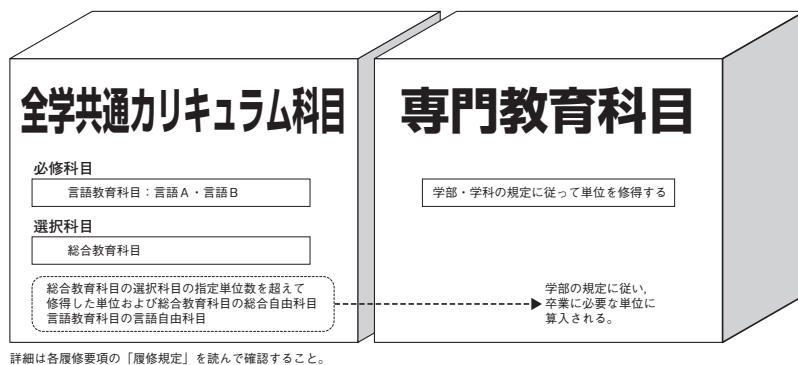 全学共通カリキュラム科目
必修科目
言語教育科目：言語A・言語B
選択科目
総合教育科目
総合教育科目の選択科目の指定単位数を超えて
修得した単位および総合教育科目の総合自由科目
言語教育科目の言語自由科目
専門教育科目
学部・学科の規定に従って単位を修得する
学部の規定に従い,
卒業に必要な単位に
算入される。
詳細は各履修要項の「履修規定」を読んで確認すること。